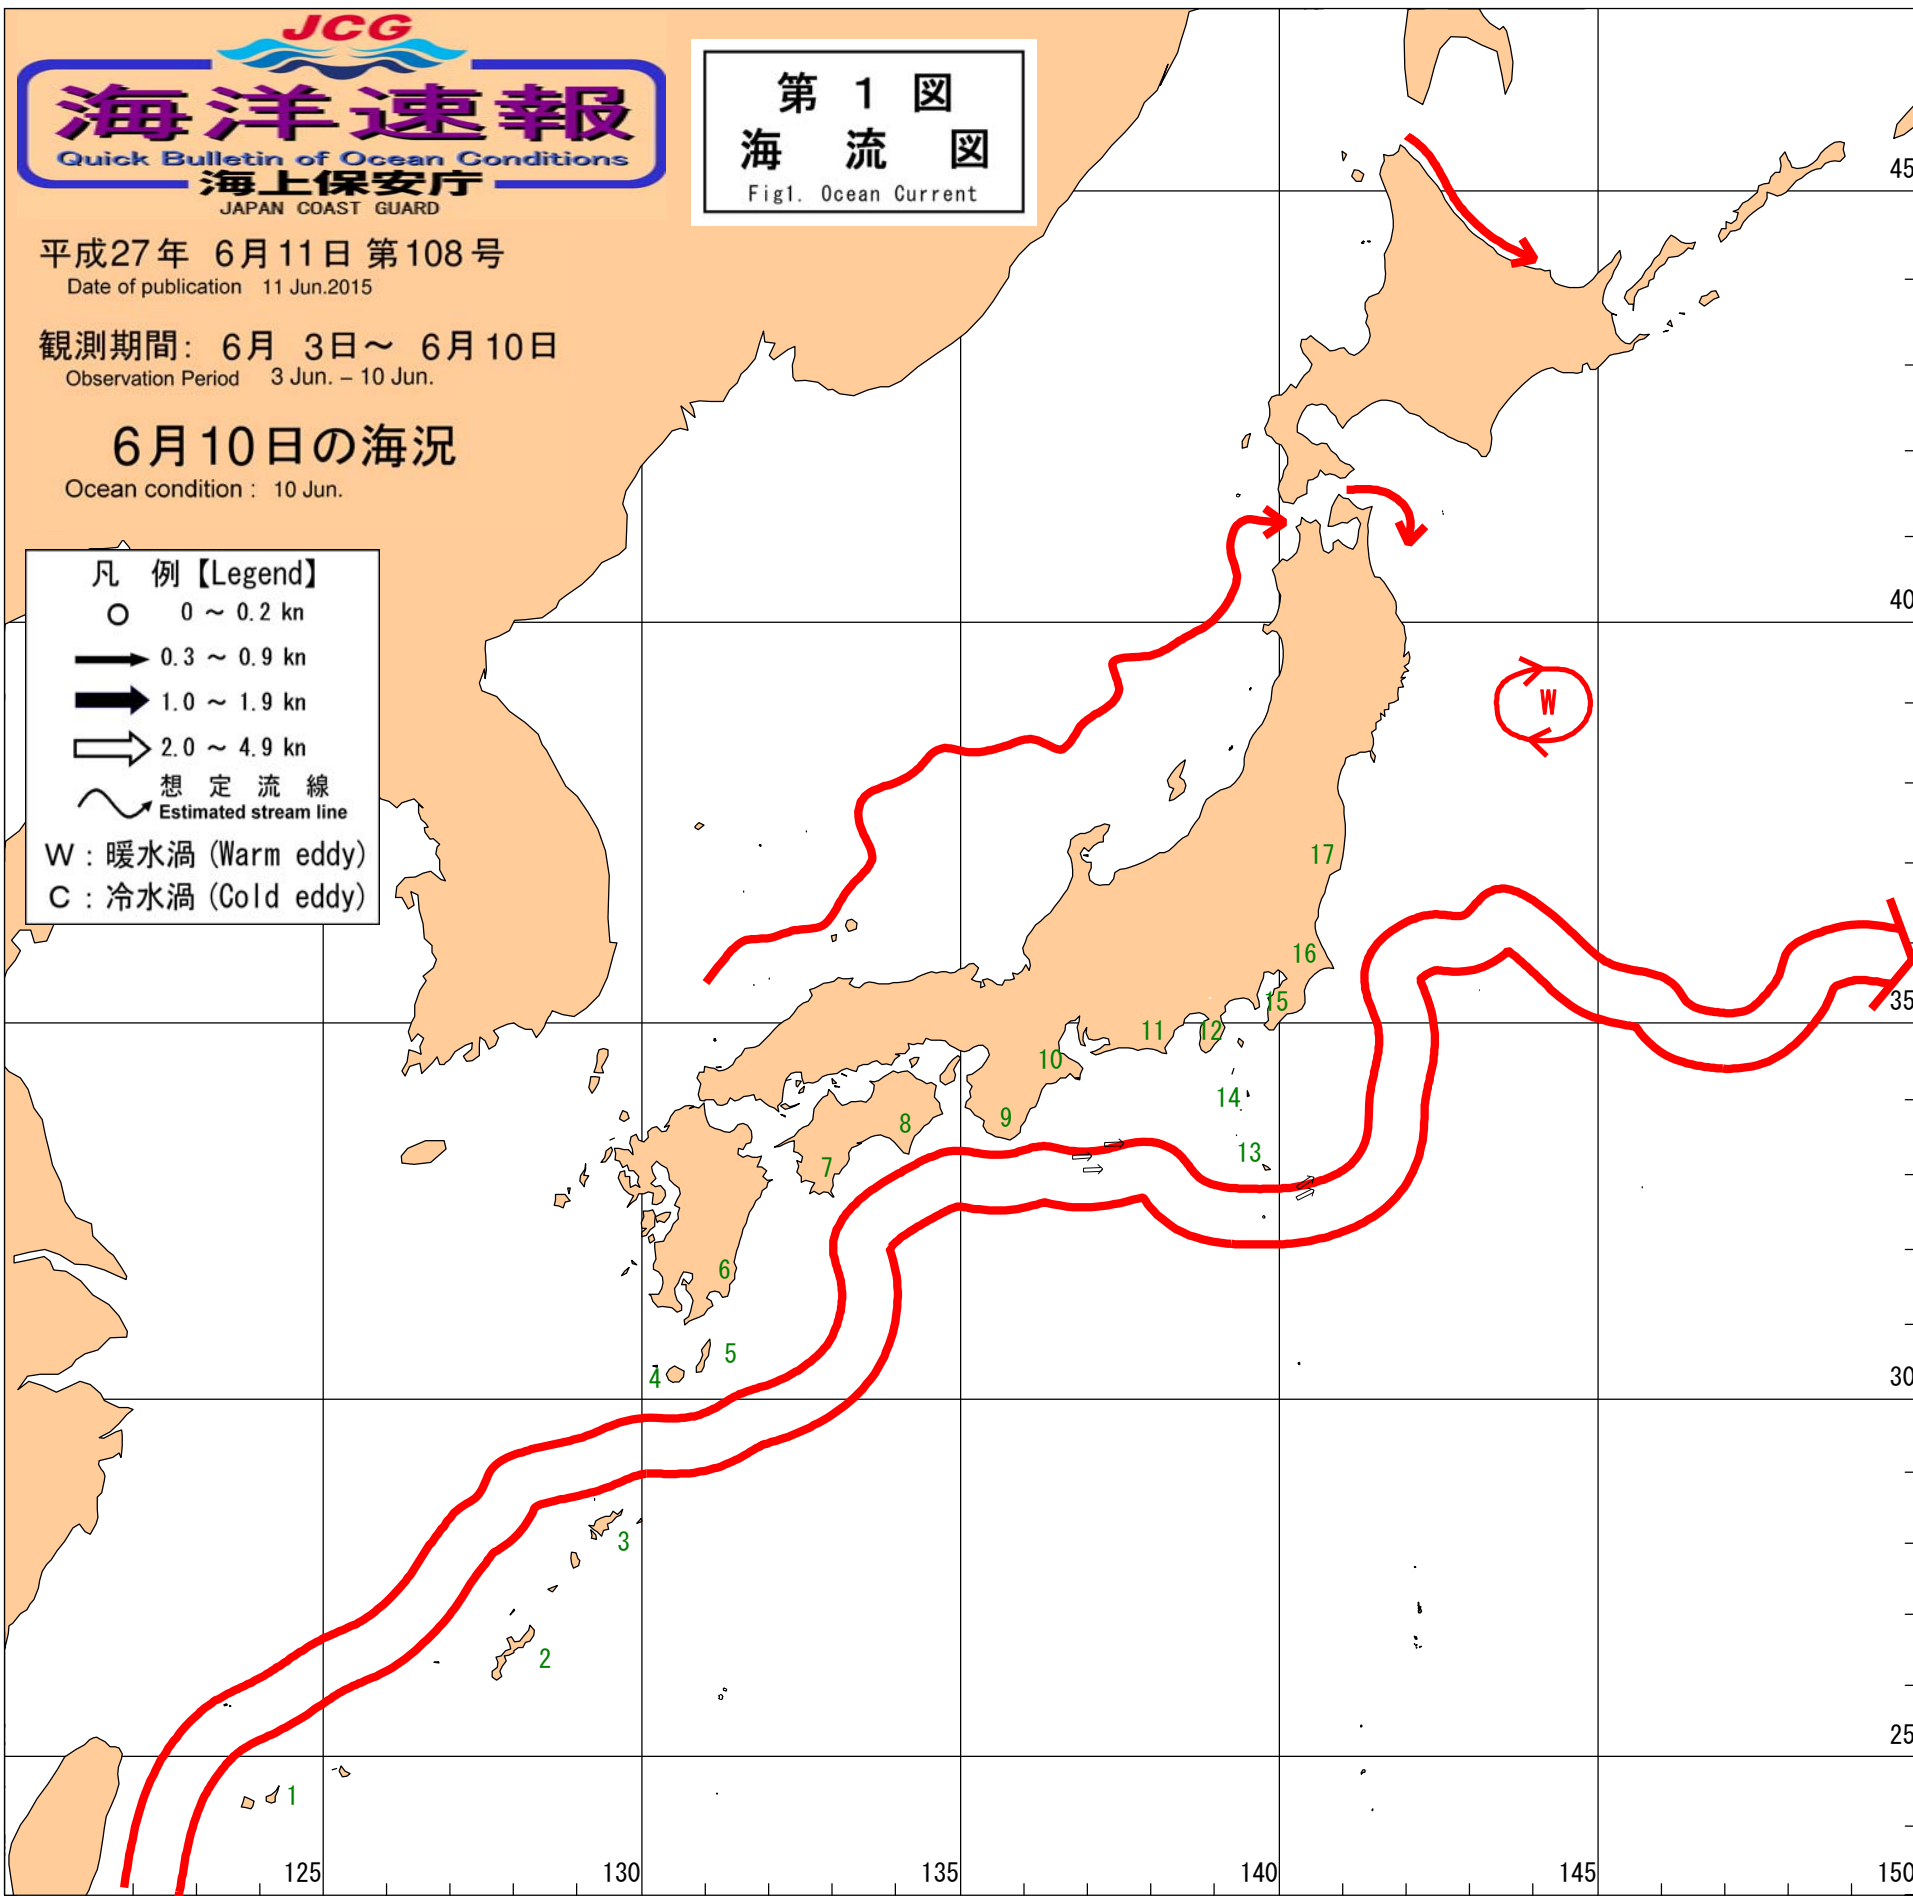 JCG
海洋速報
Quick Bulletin of Ocean Conditions
海上保安庁
JAPAN COAST GUARD
第 1 図
海 流 図
Fig1. Ocean Current
平成27年 6月11日 第108号
Date of publication 11 Jun.2015
観測期間: 6月 3日～ 6月10日
Observation Period 3 Jun. – 10 Jun.
6月10日の海況
Ocean condition : 10 Jun.
凡 例【Legend】
0 ～ 0.2 kn
0.3 ～ 0.9 kn
1.0 ～ 1.9 kn
2.0 ～ 4.9 kn
想 定 流 線
Estimated stream line
W : 暖水渦 (Warm eddy)
C : 冷水渦 (Cold eddy)
45
40
W
17
16
35
15
11
12
10
14
9
8
13
7
6
5
4
30
3
2
25
1
125
130
135
140
145
150